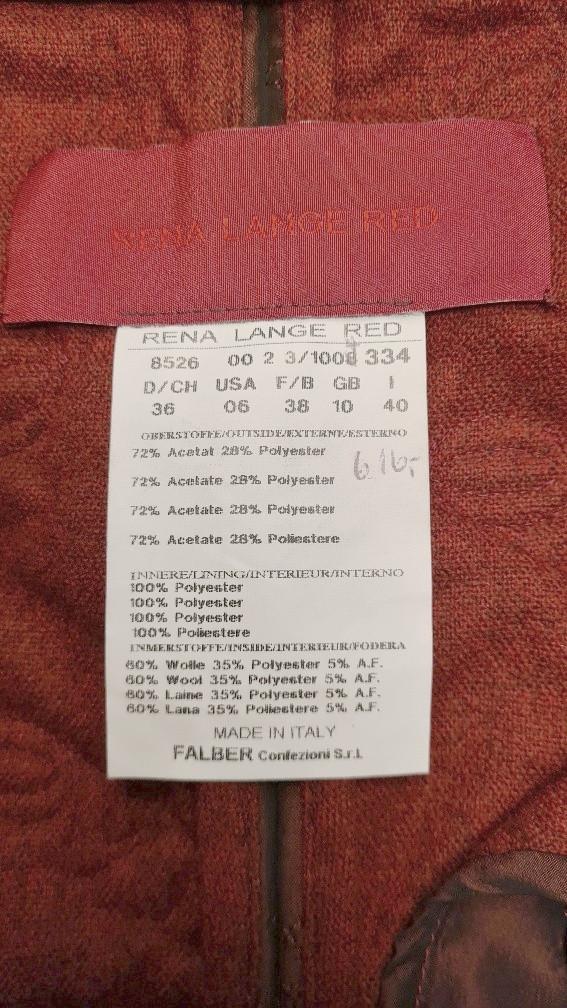 RENA LANGE RED
RENA LANGE RED
8526 00 2 3/1008 334
D/CH USA F/B GB I
36 06 38 10 40
OBERSTOFFE/OUTSIDE/EXTERNE/ESTERNO
72% Acetat 28% Polyester
616,-
72% Acetate 28% Polyester
72% Acetate 28% Polyester
72% Acetate 28% Poliestere
INNERE/LINING/INTERIEUR/INTERNO
100% Polyester
100% Polyester
100% Polyester
100% Poliestere
INMERSTOFFE/INSIDE/INTERIEUR/FODERA
60% Wolle 35% Polyester 5% A.F.
60% Wool 35% Polyester 5% A.F.
60% Laine 35% Polyester 5% A.F.
60% Lana 35% Poliestere 5% A.F.
MADE IN ITALY
FALBER Confezioni S.r.l.